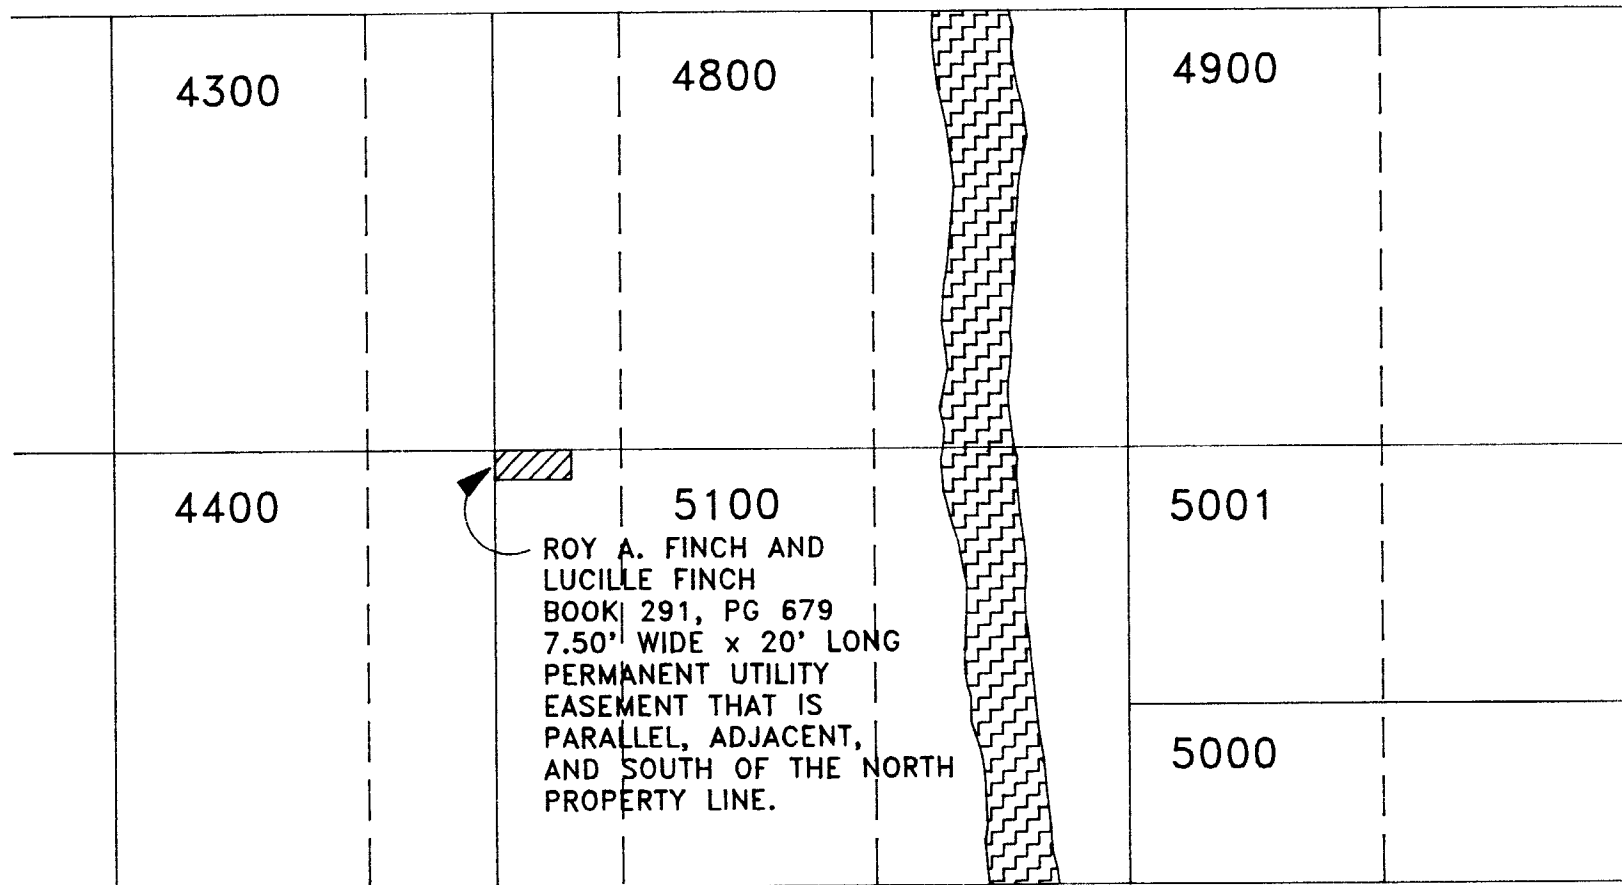 4300
4800
4900
4400
5100
5001
ROY A. FINCH AND
LUCILLE FINCH
BOOK 291, PG 679
7.50' WIDE x 20' LONG
PERMANENT UTILITY
EASEMENT THAT IS
PARALLEL, ADJACENT,
AND SOUTH OF THE NORTH
PROPERTY LINE.
5000